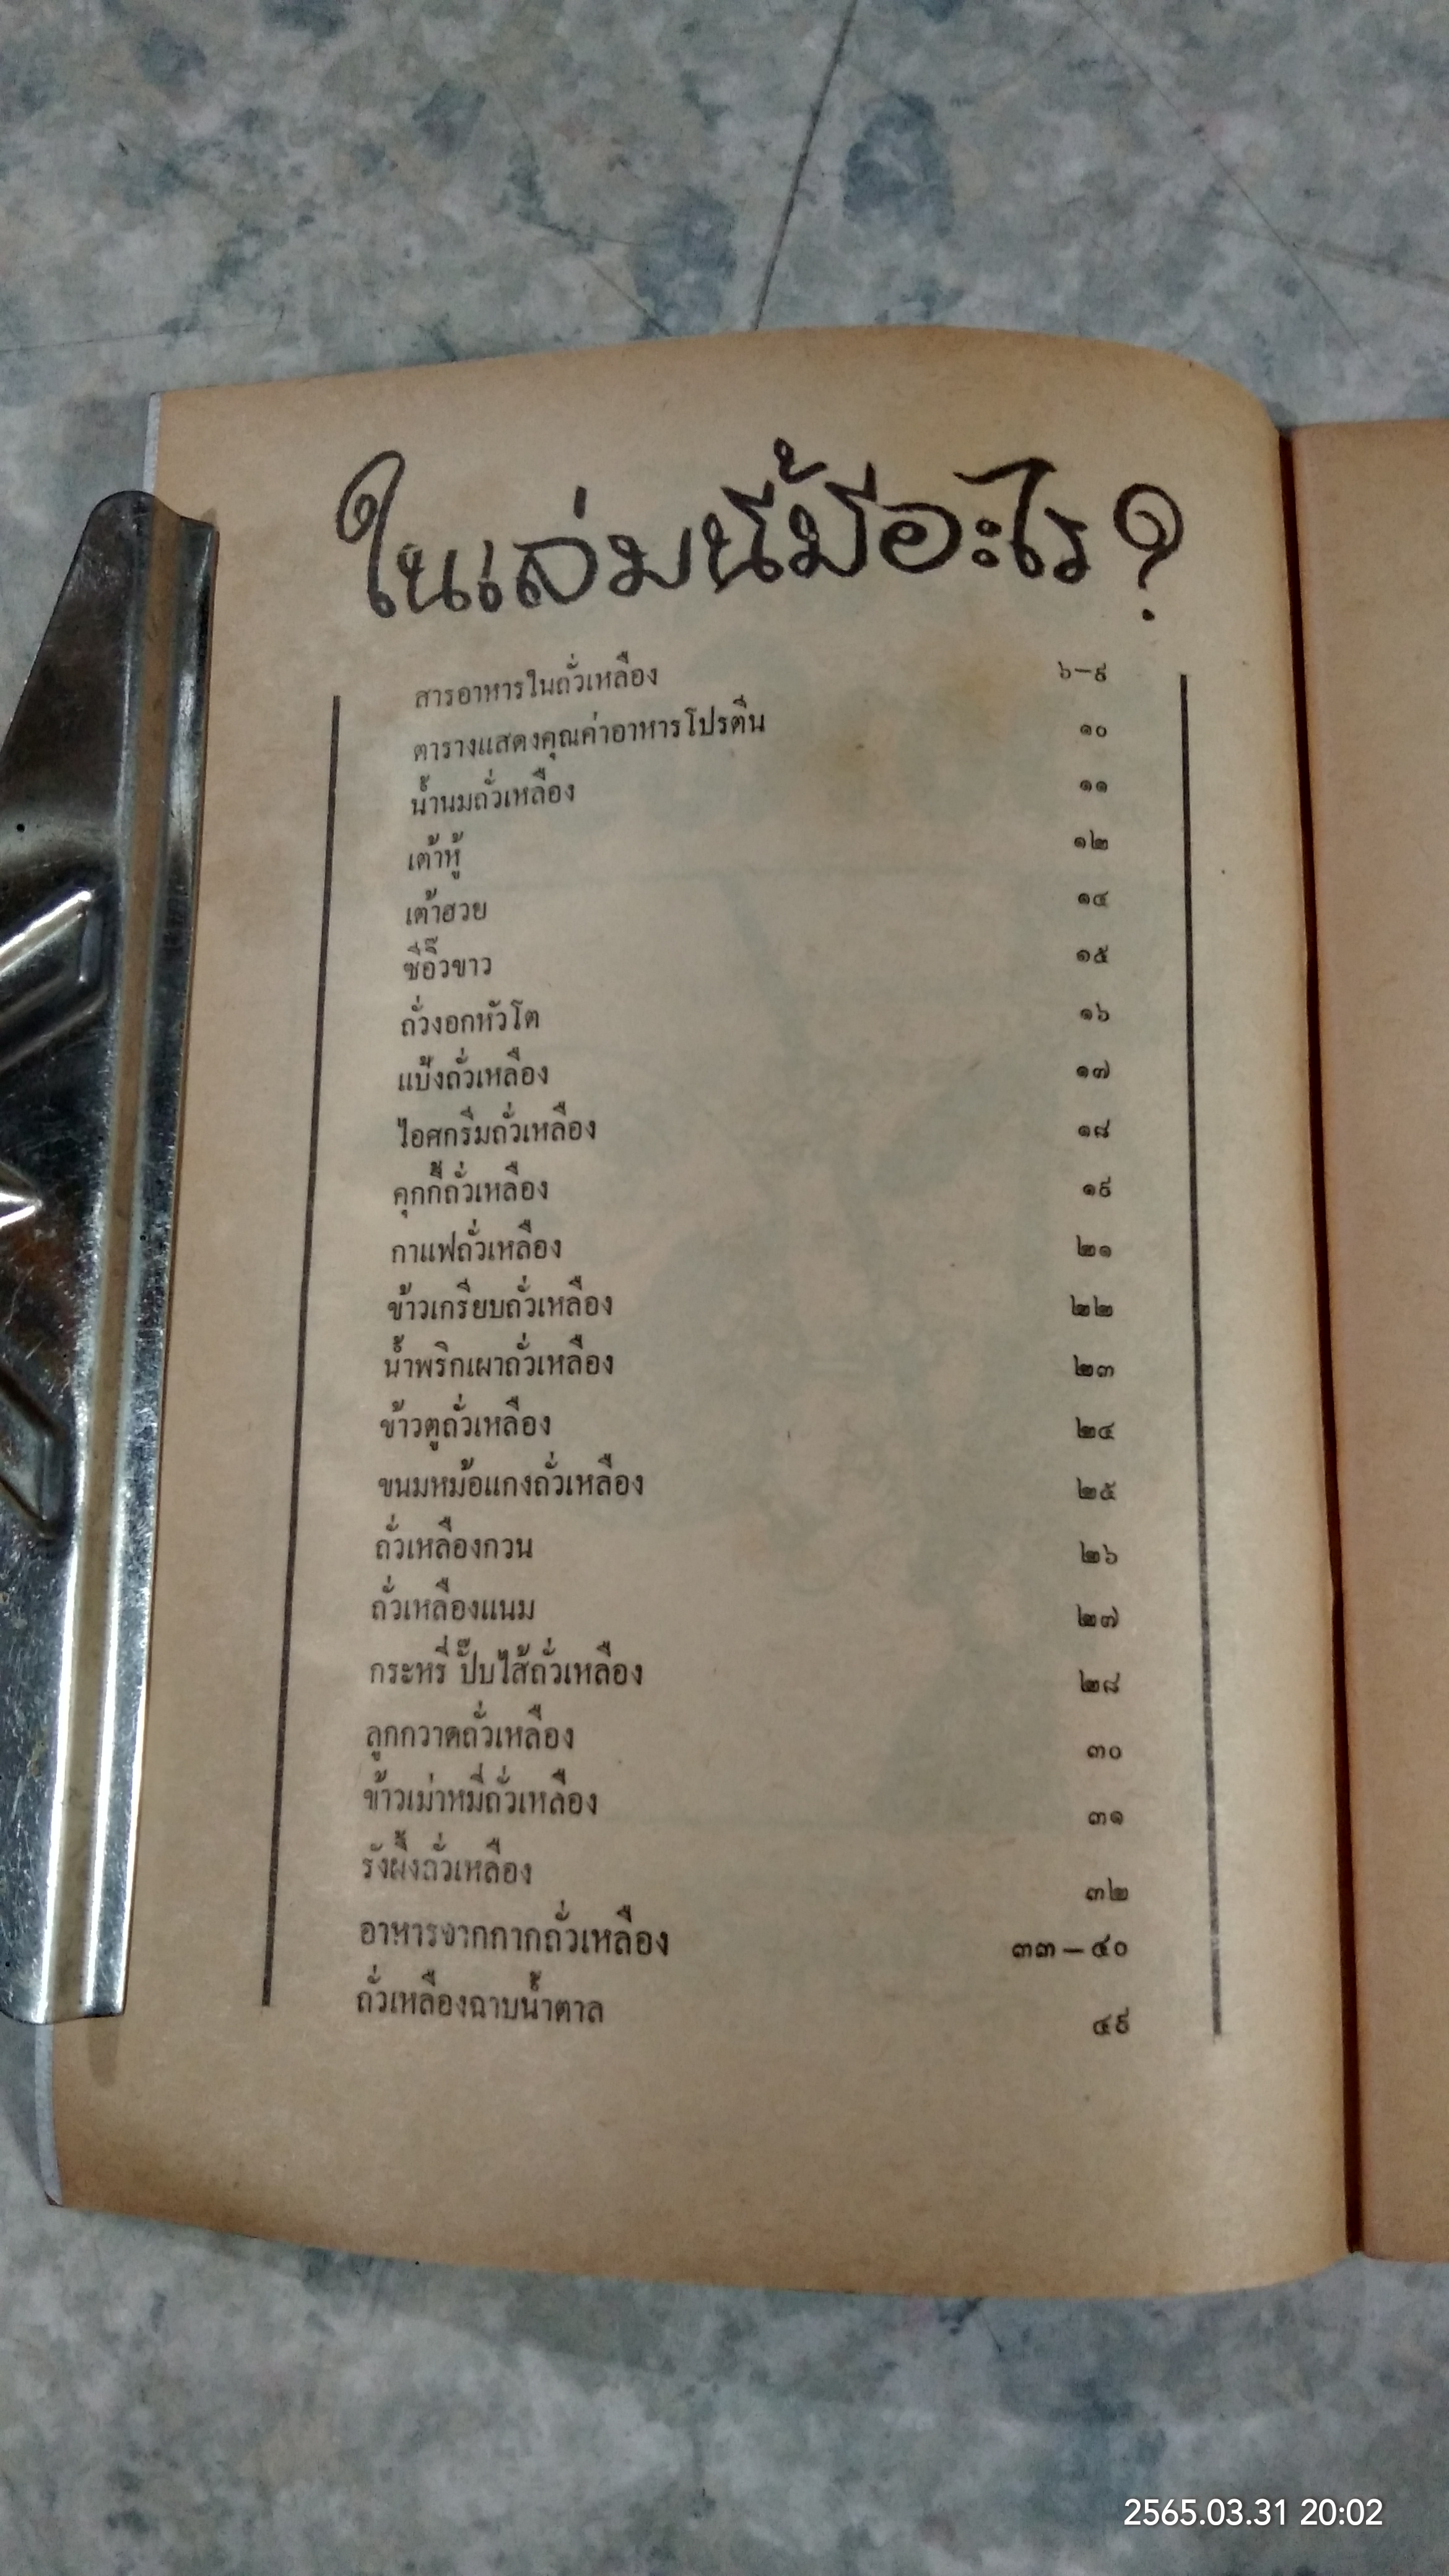 ในเล่มนี้มีอะไร?
สารอาหารในถั่วเหลือง ๖–๙
ตารางแสดงคุณค่าอาหารโปรตีน ๑๐
น้ำนมถั่วเหลือง ๑๑
เต้าหู้ ๑๒
เต้าฮวย ๑๔
ซีอิ๊วขาว ๑๕
ถั่วงอกหัวโต ๑๖
แป้งถั่วเหลือง ๑๗
ไอศกรีมถั่วเหลือง ๑๘
คุกกี้ถั่วเหลือง ๑๙
กาแฟถั่วเหลือง ๒๑
ข้าวเกรียบถั่วเหลือง ๒๒
น้ำพริกเผาถั่วเหลือง ๒๓
ข้าวตูถั่วเหลือง ๒๔
ขนมหม้อแกงถั่วเหลือง ๒๕
ถั่วเหลืองกวน ๒๖
ถั่วเหลืองแนม ๒๗
กระหรี่ ปั๊บไส้ถั่วเหลือง ๒๘
ลูกกวาดถั่วเหลือง ๓๐
ข้าวเม่าหมี่ถั่วเหลือง ๓๑
รังผึ้งถั่วเหลือง ๓๒
อาหารจากกากถั่วเหลือง ๓๓ – ๔๐
ถั่วเหลืองฉาบน้ำตาล ๔๙
2565.03.31 20:02